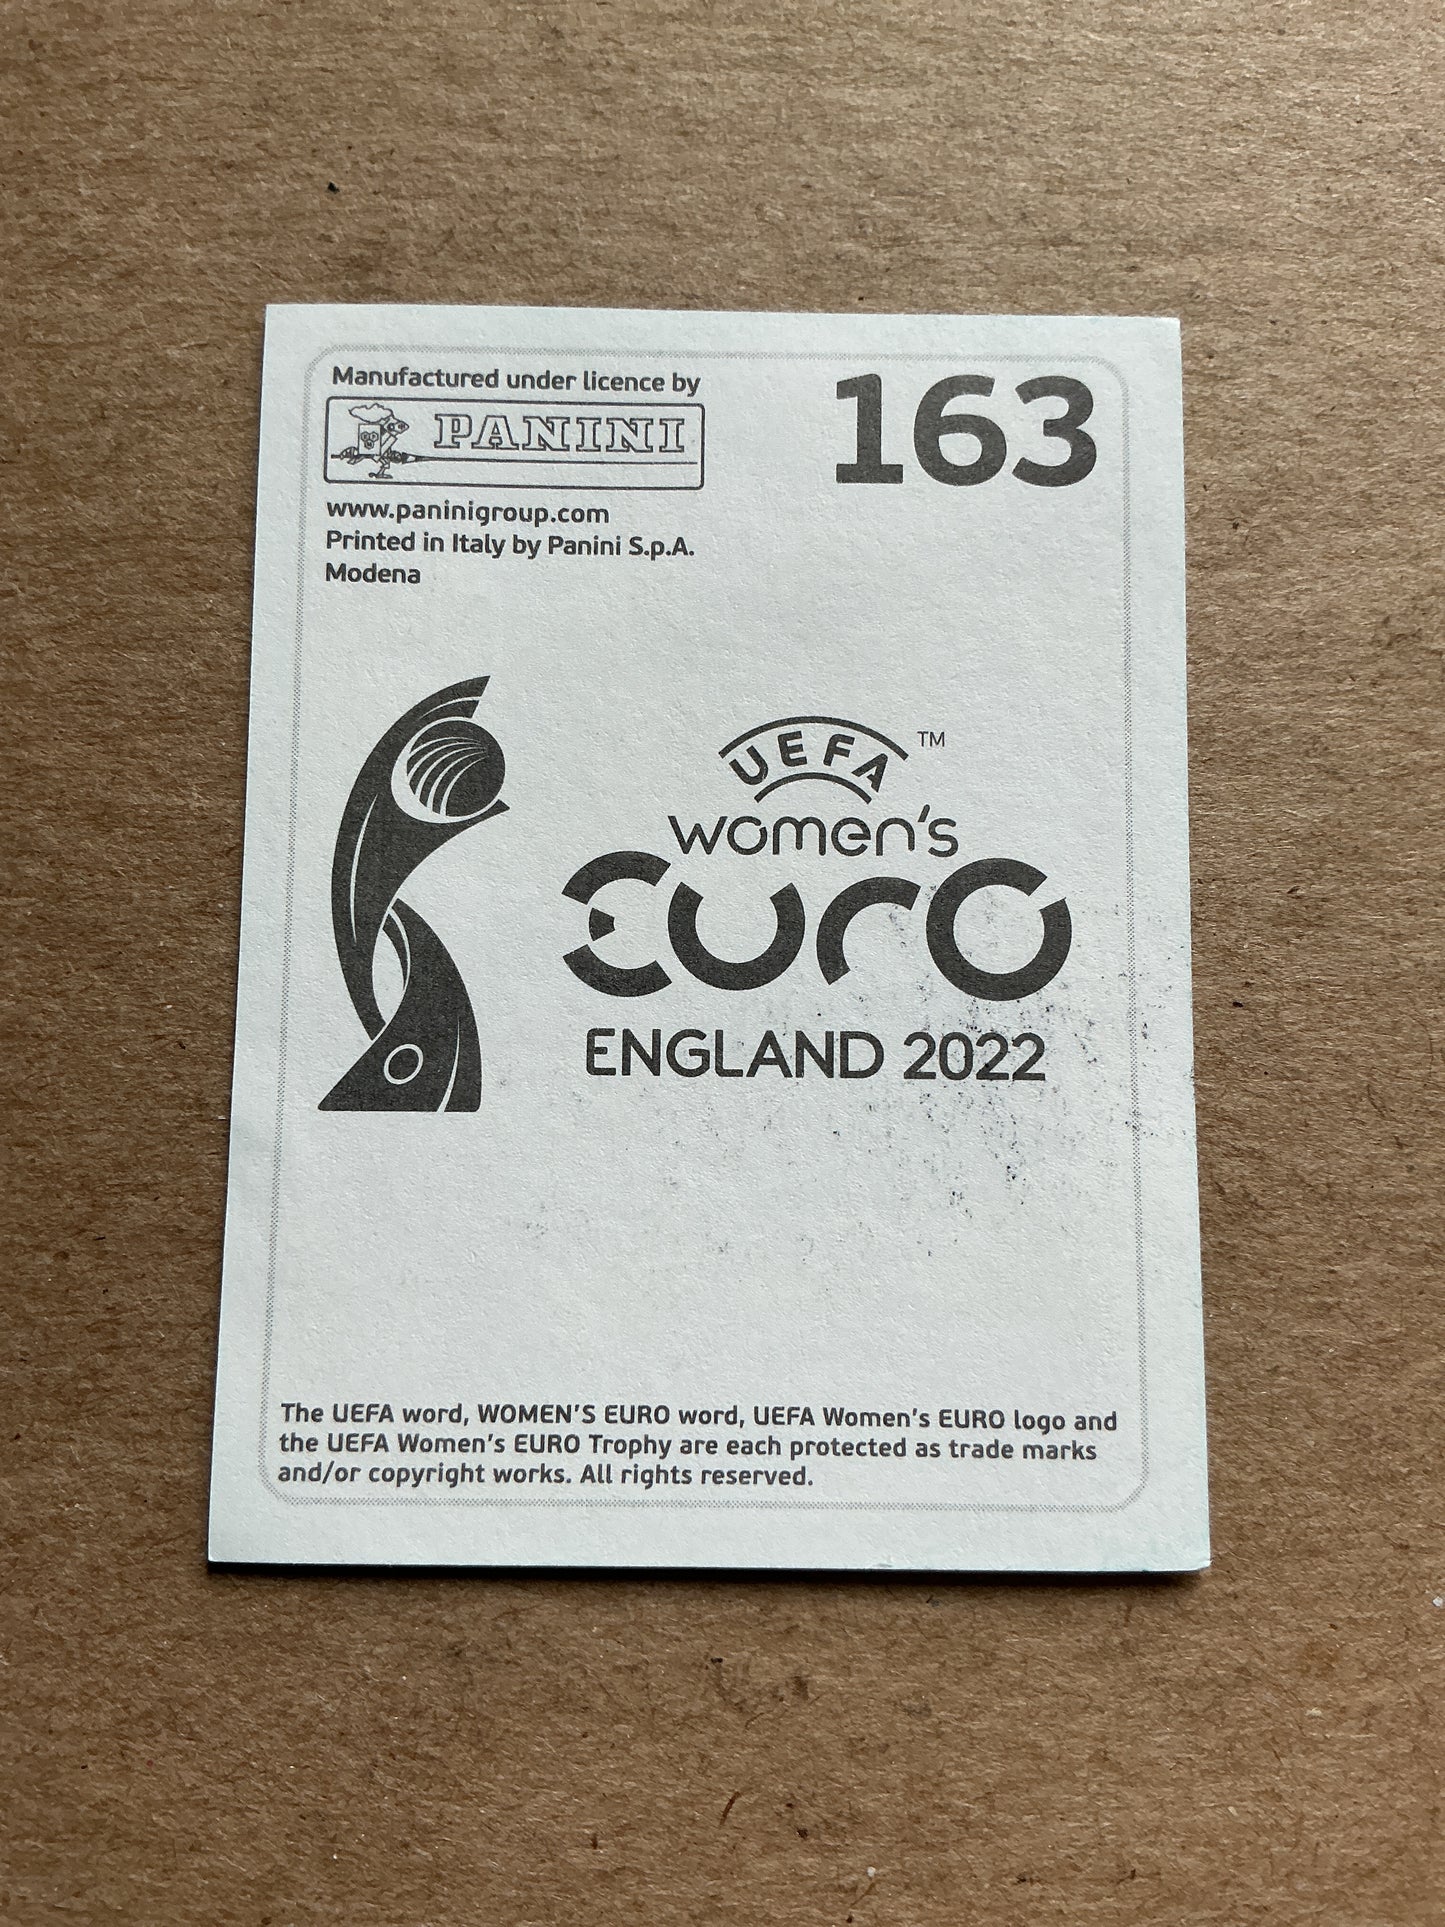 Manufactured under licence by
PANINI
163
www.paninigroup.com
Printed in Italy by Panini S.p.A.
Modena
UEFA ™
women's
EURO
ENGLAND 2022
The UEFA word, WOMEN'S EURO word, UEFA Women's EURO logo and
the UEFA Women's EURO Trophy are each protected as trade marks
and/or copyright works. All rights reserved.